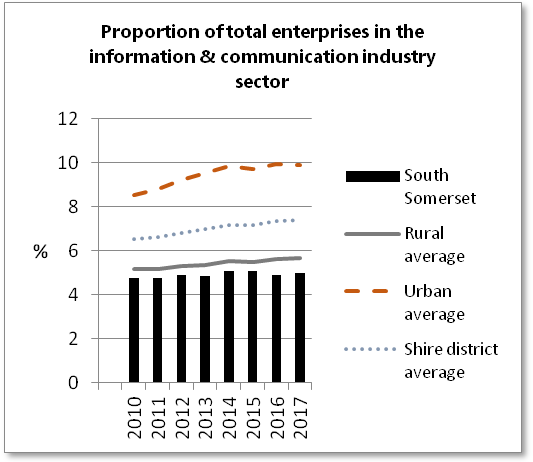 Proportion of total enterprises in the
information & communication industry
sector
12
10
8
6
4
2
0
%
2010
2011
2012
2013
2014
2015
2016
2017
South
Somerset
Rural
average
Urban
average
Shire district
average